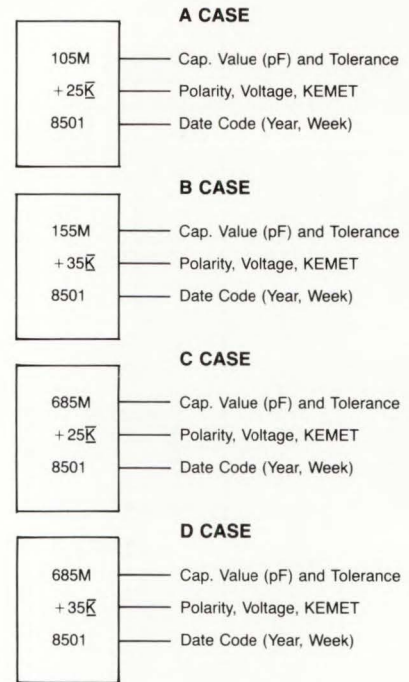 A CASE
105M Cap. Value (pF) and Tolerance
+25K̅ Polarity, Voltage, KEMET
8501 Date Code (Year, Week)
B CASE
155M Cap. Value (pF) and Tolerance
+35K̅ Polarity, Voltage, KEMET
8501 Date Code (Year, Week)
C CASE
685M Cap. Value (pF) and Tolerance
+25K̅ Polarity, Voltage, KEMET
8501 Date Code (Year, Week)
D CASE
685M Cap. Value (pF) and Tolerance
+35K̅ Polarity, Voltage, KEMET
8501 Date Code (Year, Week)